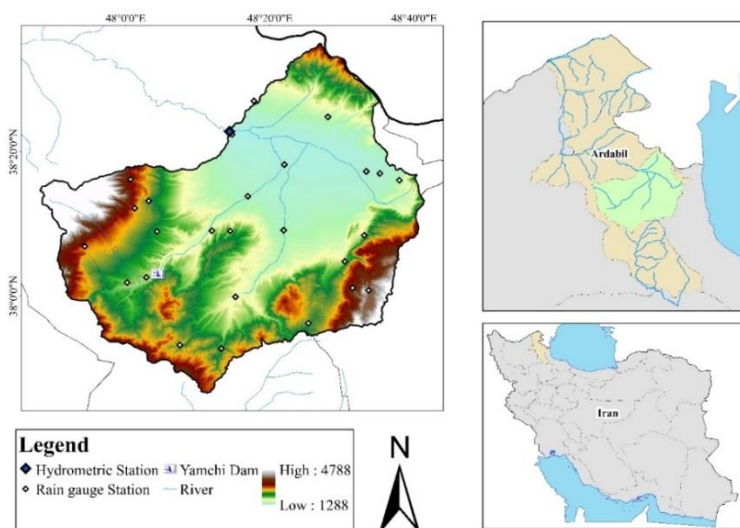 48°0'0"E
48°20'0"E
48°40'0"E
38°20'0"N
38°0'0"N
Ardabil
Iran
Legend
Hydrometric Station
Yamchi Dam
High : 4788
Rain gauge Station
River
Low : 1288
N